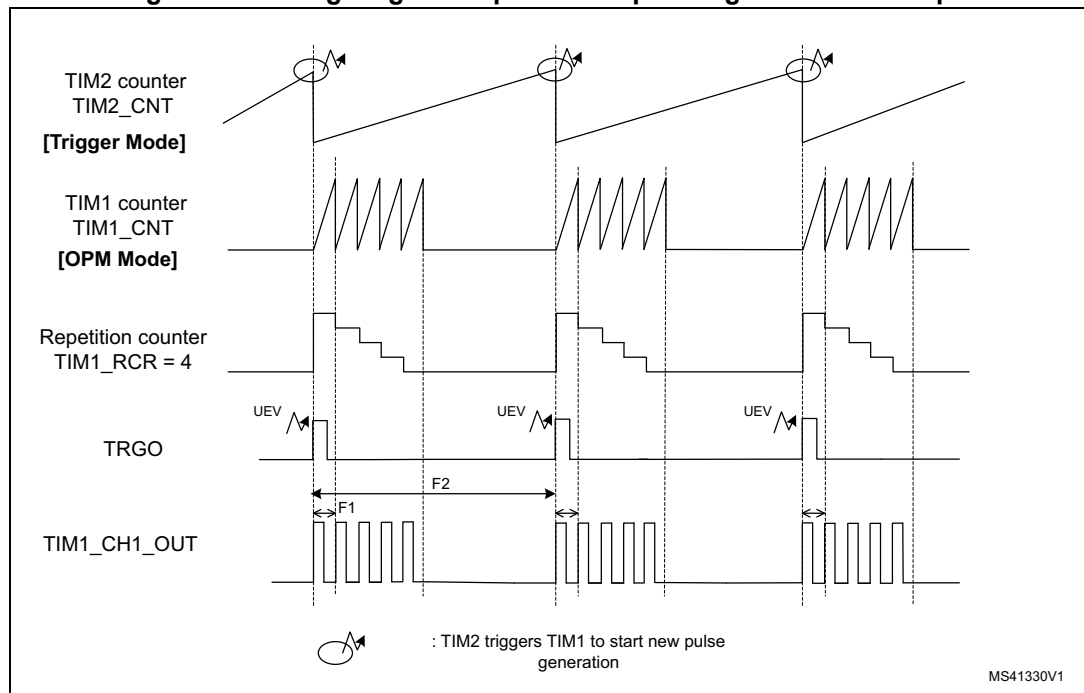 TIM2 counter
TIM2_CNT
[Trigger Mode]
TIM1 counter
TIM1_CNT
[OPM Mode]
Repetition counter
TIM1_RCR = 4
UEV
UEV
UEV
TRGO
F2
F1
TIM1_CH1_OUT
: TIM2 triggers TIM1 to start new pulse
generation
MS41330V1